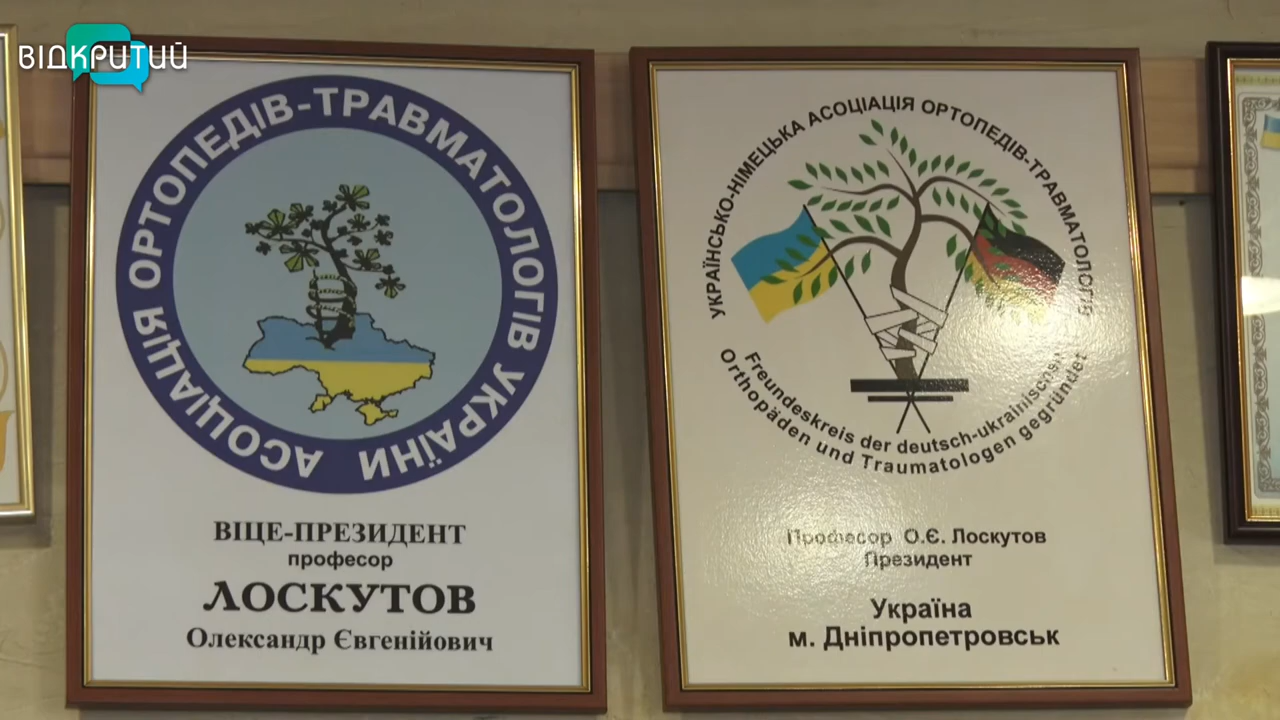 ВІДКРИТИЙ
АСОЦІАЦІЯ ОРТОПЕДІВ-ТРАВМАТОЛОГІВ УКРАЇНИ
ВІЦЕ-ПРЕЗИДЕНТ
професор
ЛОСКУТОВ
Олександр Євгенійович
УКРАЇНСЬКО-НІМЕЦЬКА АСОЦІАЦІЯ ОРТОПЕДІВ-ТРАВМАТОЛОГІВ
Freundeskreis der deutsch-ukrainischen
Orthopäden und Traumatologen gegründet
Професор О.Є. Лоскутов
Президент
Україна
м. Дніпропетровськ